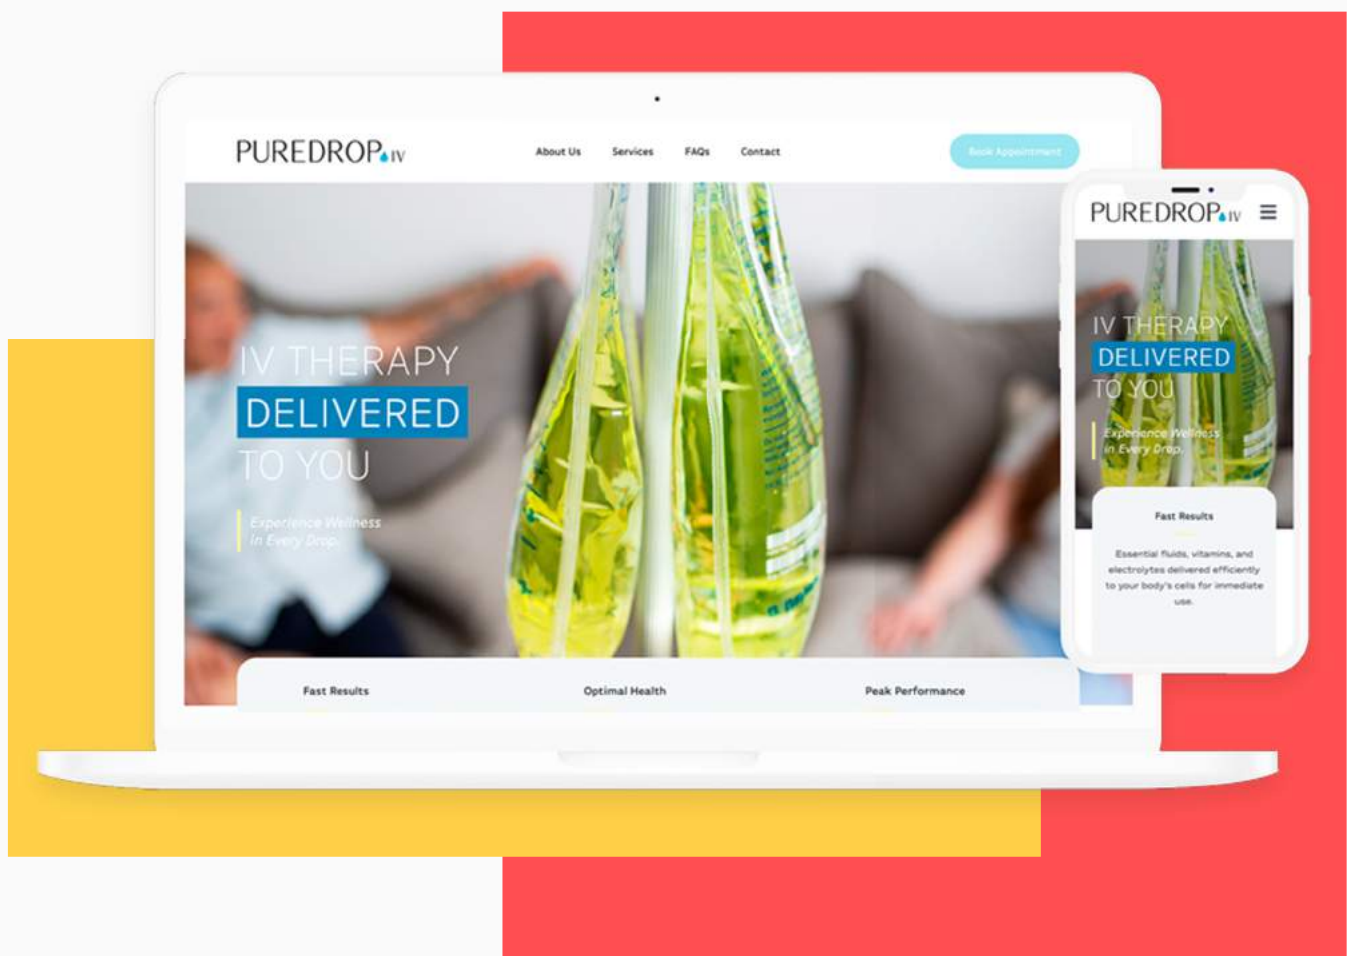 PUREDROP IV
About Us Services FAQs Contact Book Appointment
IV THERAPY
DELIVERED
TO YOU
Experience Wellness
in Every Drop.
Fast Results Optimal Health Peak Performance
PUREDROP IV
IV THERAPY
DELIVERED
TO YOU
Experience Wellness
in Every Drop.
Fast Results
Essential fluids, vitamins, and
electrolytes delivered efficiently
to your body's cells for immediate
use.